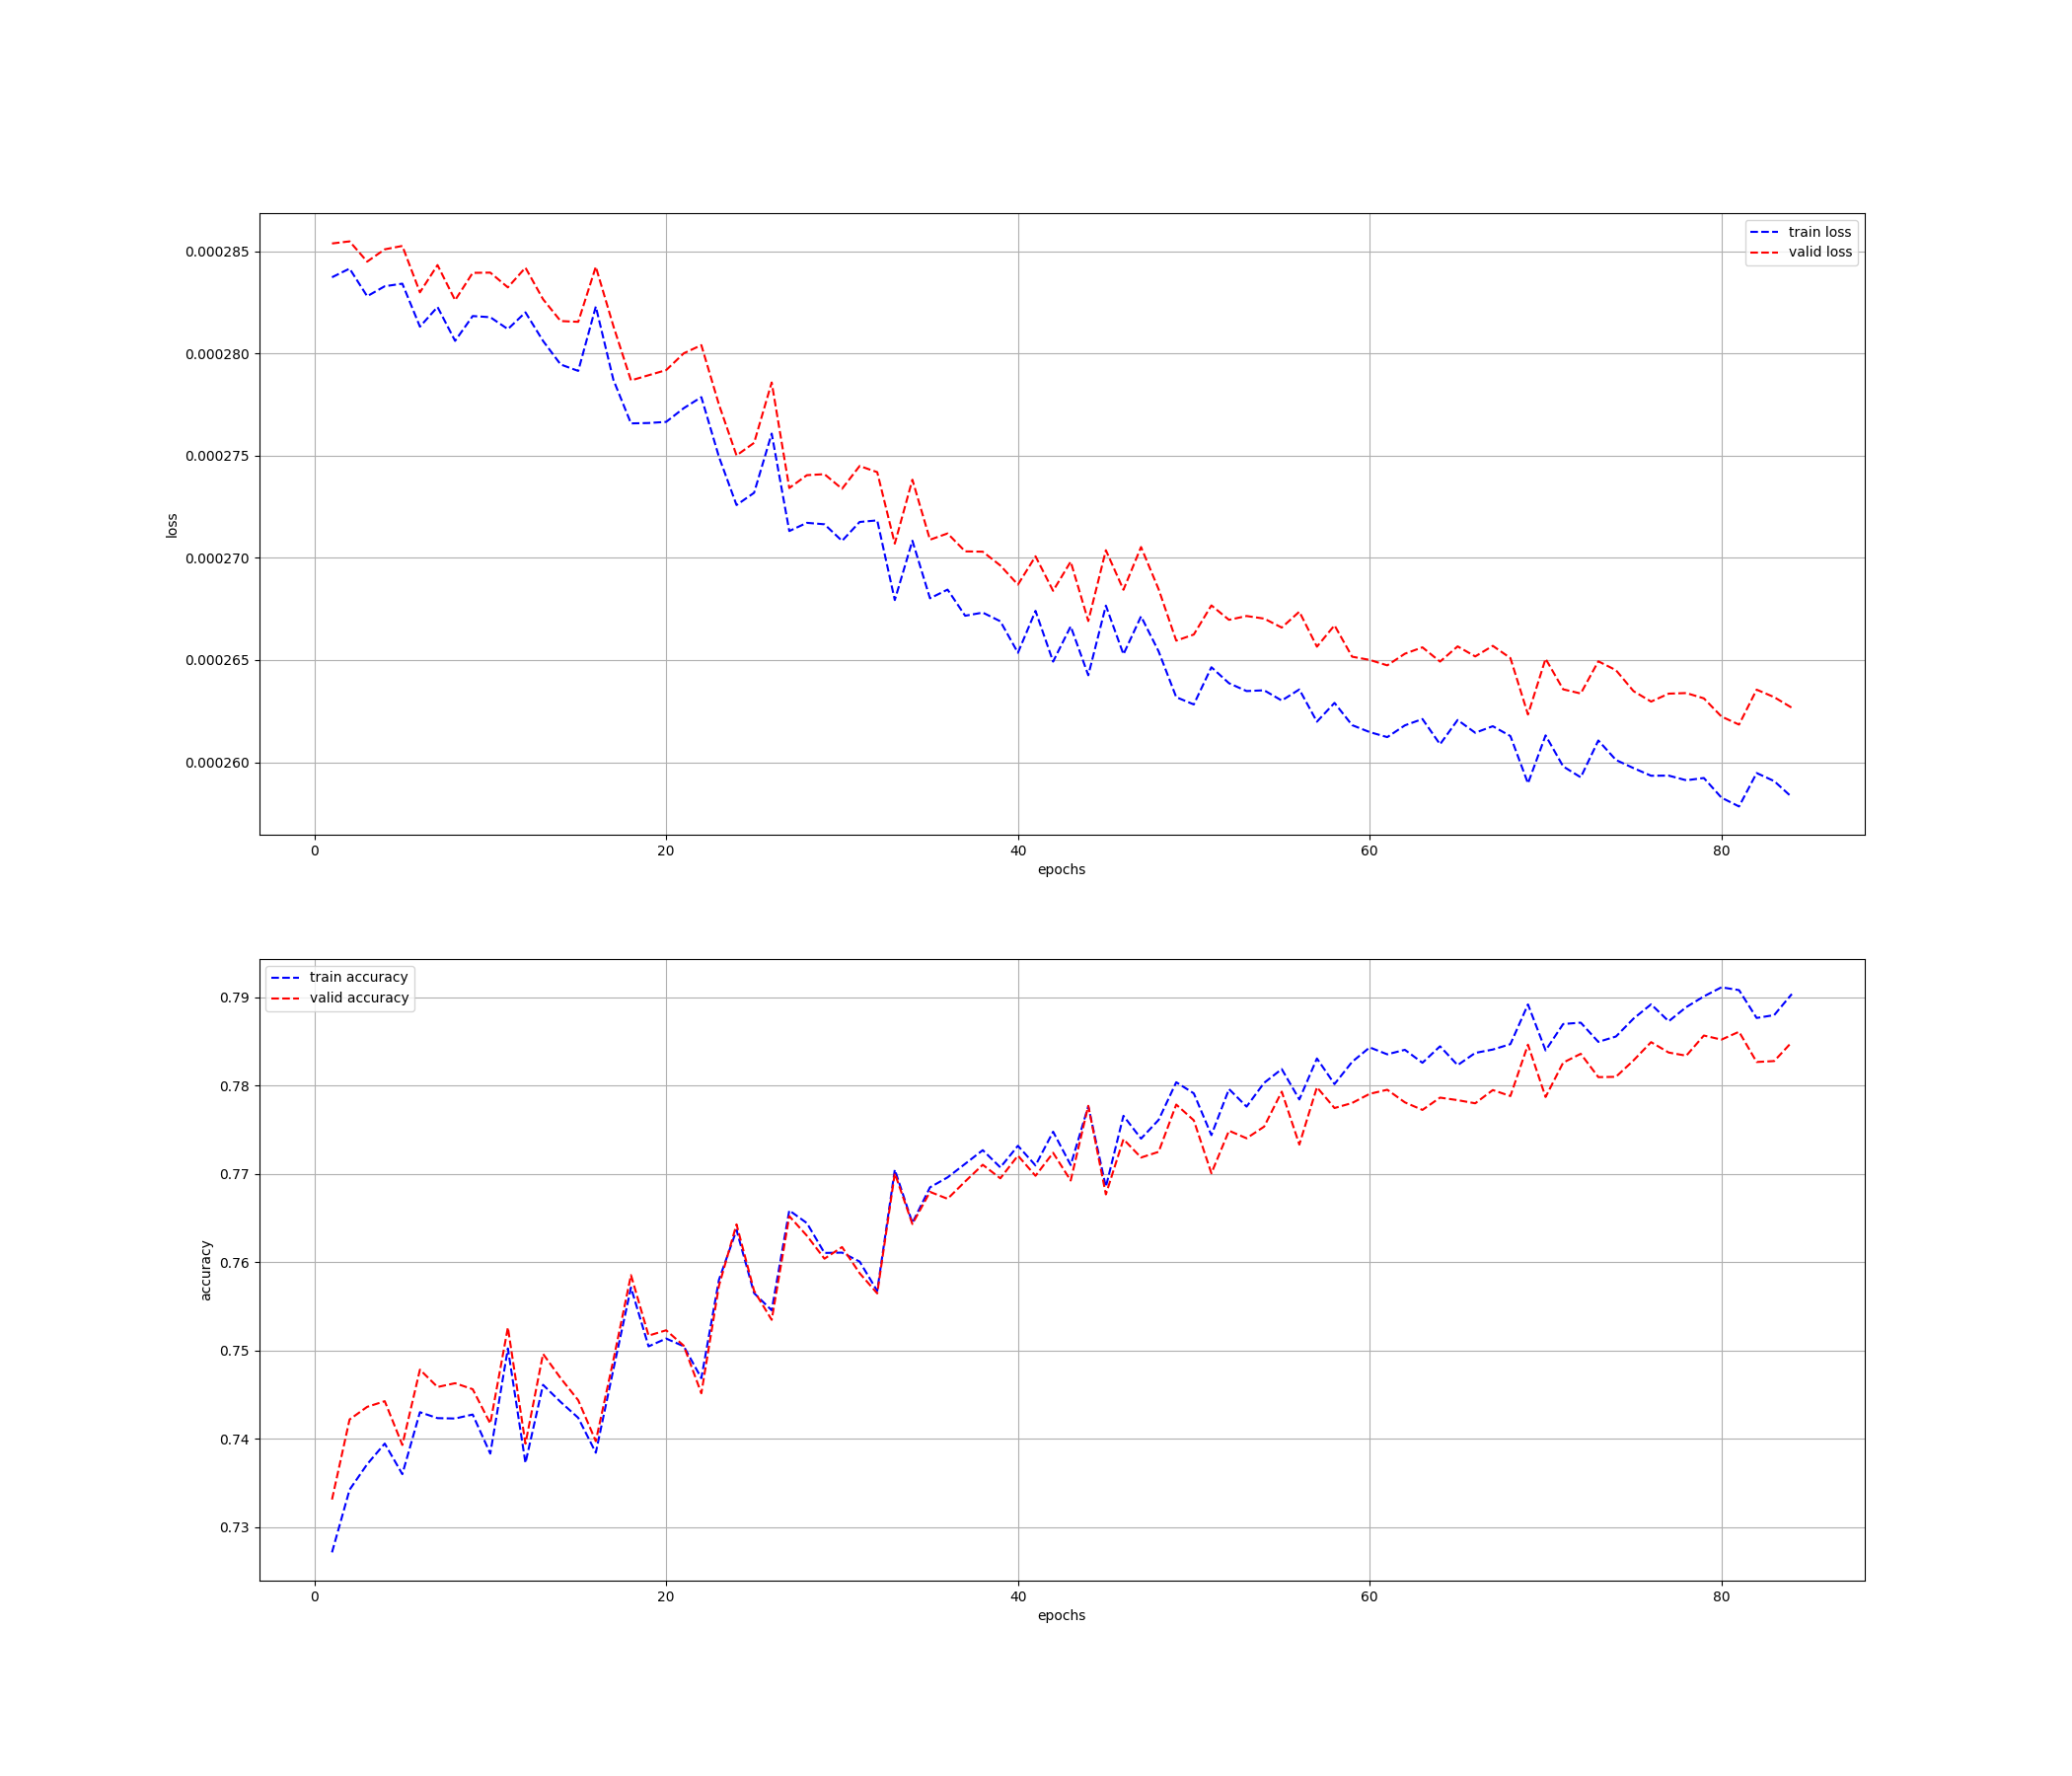 train loss
valid loss
0.000285
0.000280
0.000275
0.000270
0.000265
0.000260
loss
0 20 40 60 80
epochs
train accuracy
valid accuracy
0.79
0.78
0.77
0.76
0.75
0.74
0.73
accuracy
0 20 40 60 80
epochs